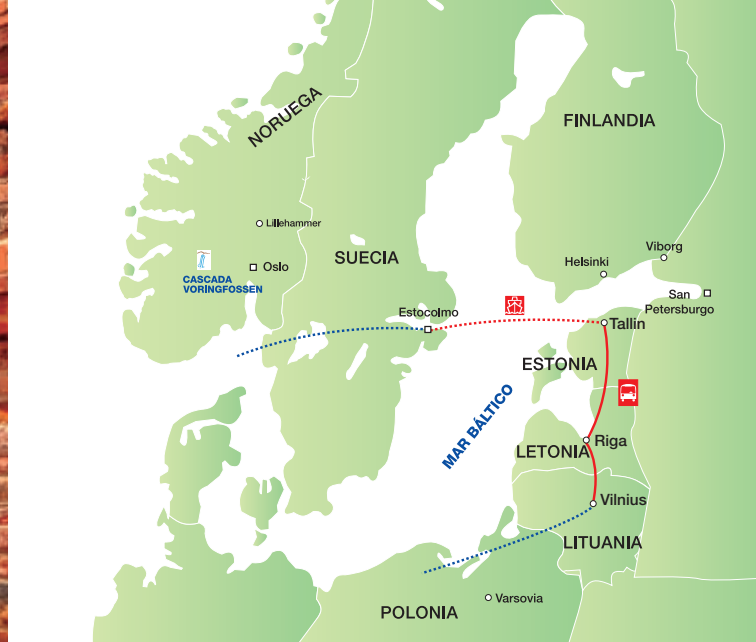 NORUEGA
FINLANDIA
Lillehammer
SUECIA
Oslo
CASCADA
VORINGFOSSEN
Helsinki
Viborg
San
Petersburgo
Estocolmo
Tallin
ESTONIA
MAR BÁLTICO
Riga
LETONIA
Vilnius
LITUANIA
Varsovia
POLONIA